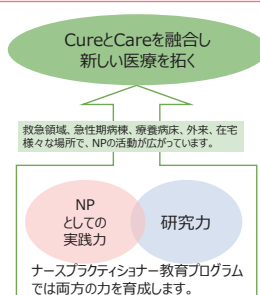 CureとCareを融合し
新しい医療を拓く
救急領域、急性期病棟、療養病床、外来、在宅
様々な場所で、NPの活動が広がっています。
NP
としての
実践力
研究力
ナースプラクティショナー教育プログラム
では両方の力を育成します。